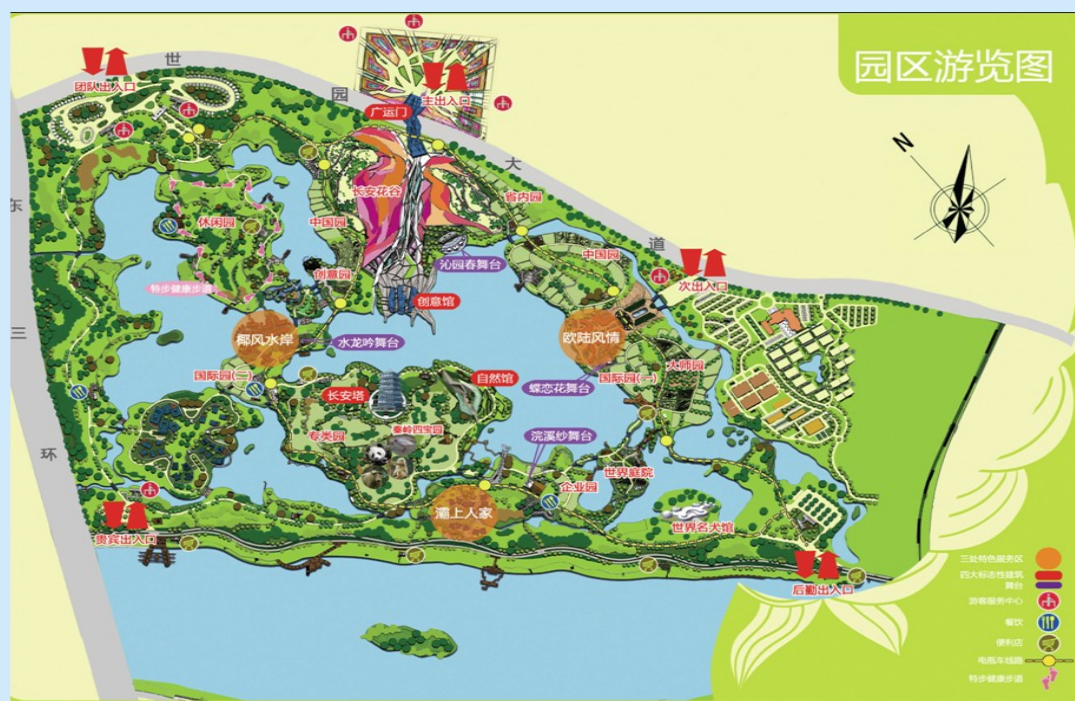 园区游览图
世
园
大
道
东
三
环
N
团队出入口
主出入口
广运门
长安花谷
省内园
休闲园
中国园
中国园
沁园春舞台
次出入口
创意园
特步健康步道
创意馆
椰风水岸
水龙吟舞台
欧陆风情
国际园(二)
自然馆
国际园(一)
大师园
长安塔
蝶恋花舞台
专类园
秦岭四宝园
浣溪纱舞台
世界庭院
企业园
灞上人家
世界名犬馆
贵宾出入口
后勤出入口
三处特色服务区
四大标志性建筑
舞台
游客服务中心
餐饮
便利店
电瓶车线路
特步健康步道